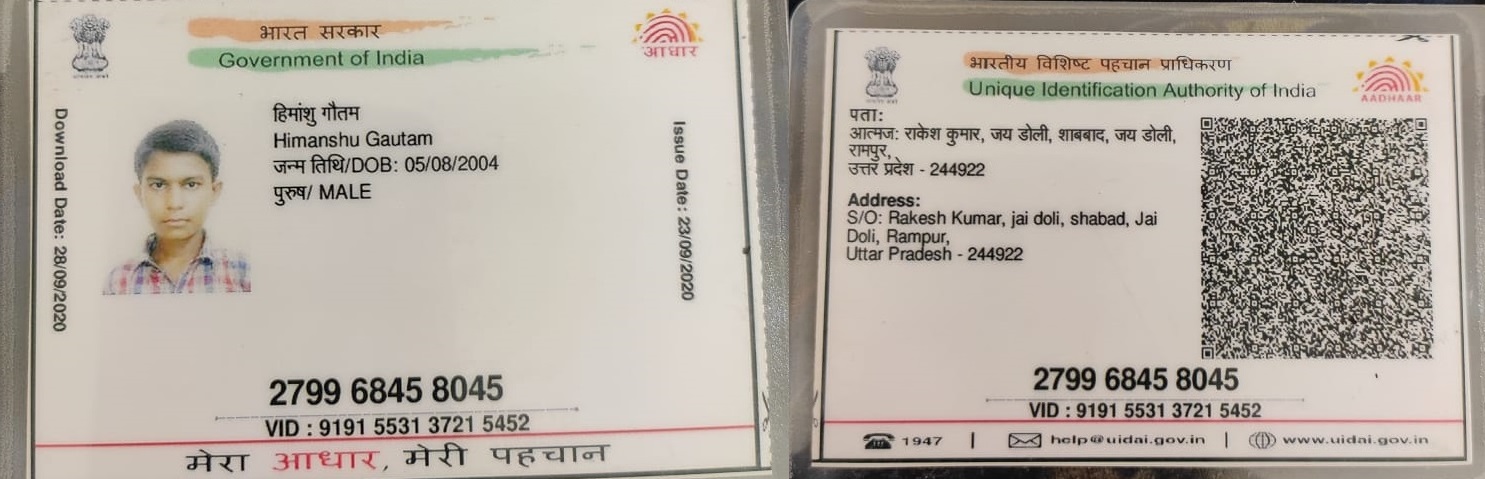 भारत सरकार
Government of India
आधार
Download Date: 28/09/2020
हिमांशु गौतम
Himanshu Gautam
जन्म तिथि/DOB: 05/08/2004
पुरुष/ MALE
Issue Date: 23/09/2020
2799 6845 8045
VID : 9191 5531 3721 5452
मेरा आधार, मेरी पहचान
भारतीय विशिष्ट पहचान प्राधिकरण
Unique Identification Authority of India
AADHAAR
पता:
आत्मज: राकेश कुमार, जय डोली, शाबबाद, जय डोली,
रामपुर,
उत्तर प्रदेश - 244922
Address:
S/O: Rakesh Kumar, jai doli, shabad, Jai
Doli, Rampur,
Uttar Pradesh - 244922
2799 6845 8045
VID : 9191 5531 3721 5452
1947 | help@uidai.gov.in | www.uidai.gov.in